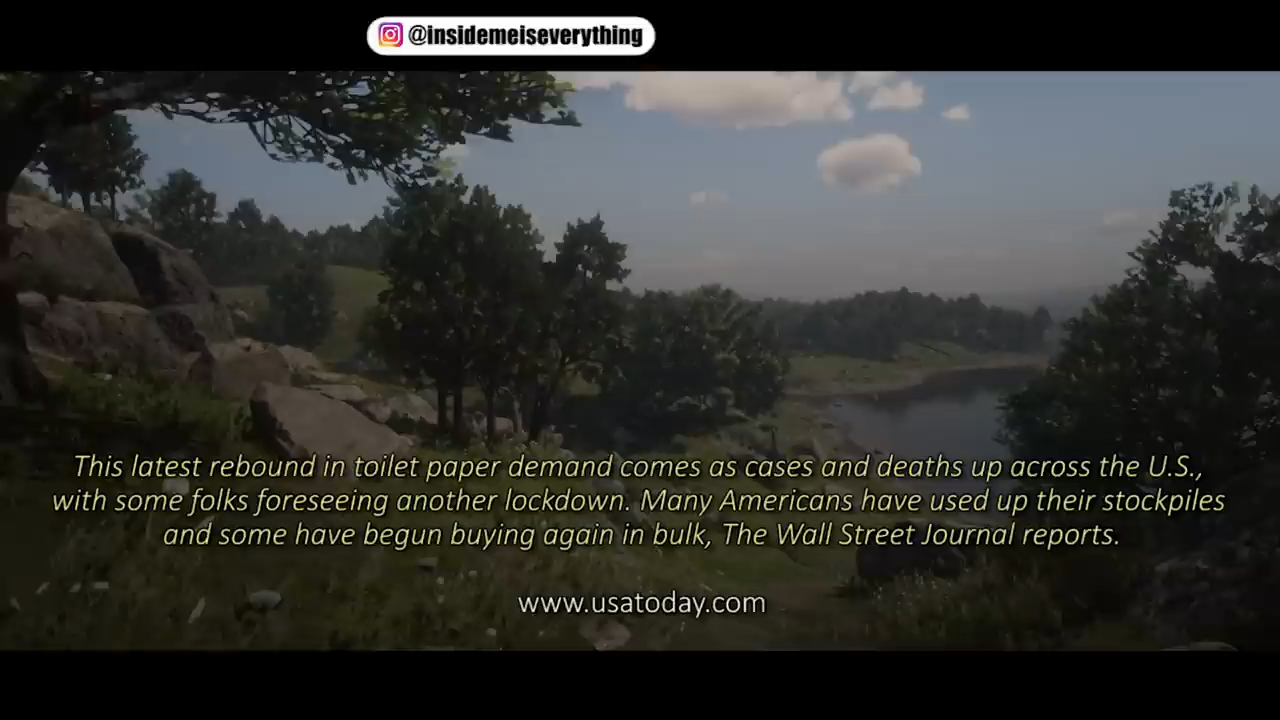 @insidemeiseverything
This latest rebound in toilet paper demand comes as cases and deaths up across the U.S.,
with some folks foreseeing another lockdown. Many Americans have used up their stockpiles
and some have begun buying again in bulk, The Wall Street Journal reports.
www.usatoday.com